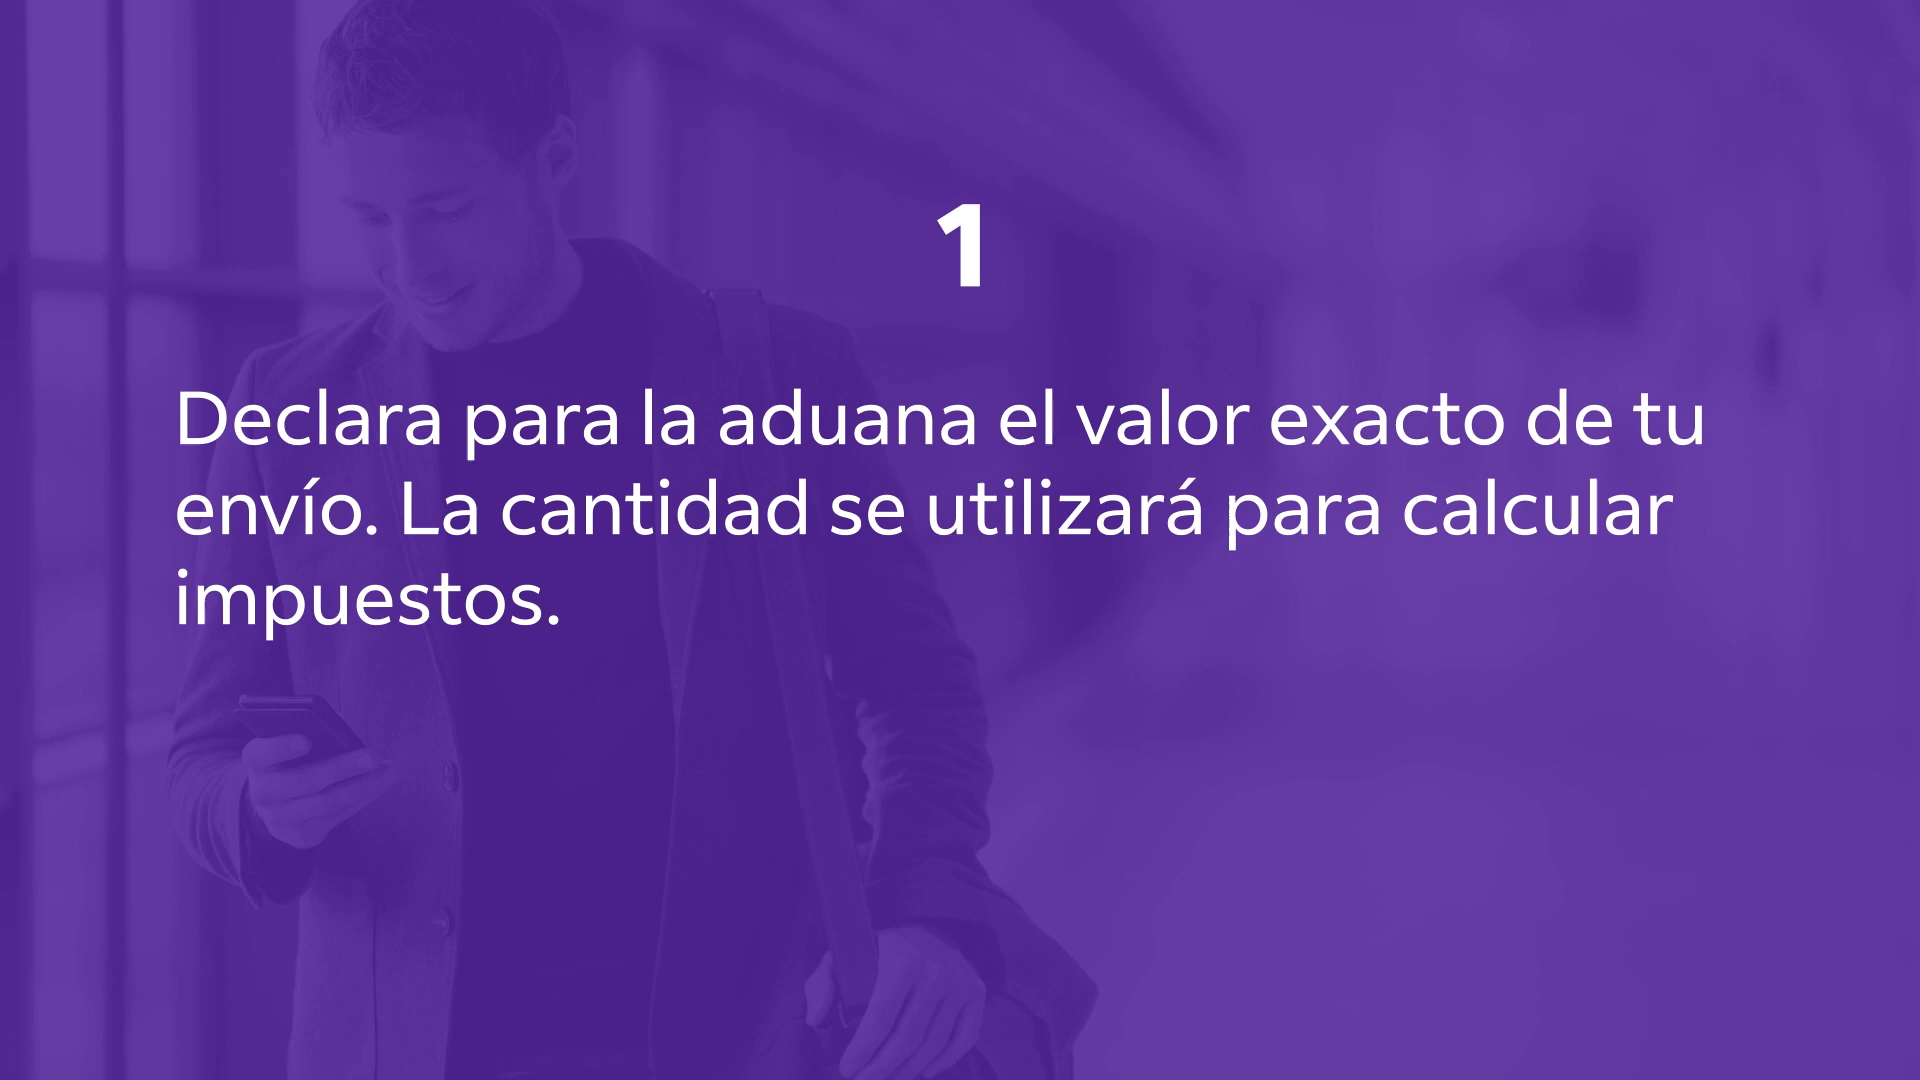 1
Declara para la aduana el valor exacto de tu
envío. La cantidad se utilizará para calcular
impuestos.